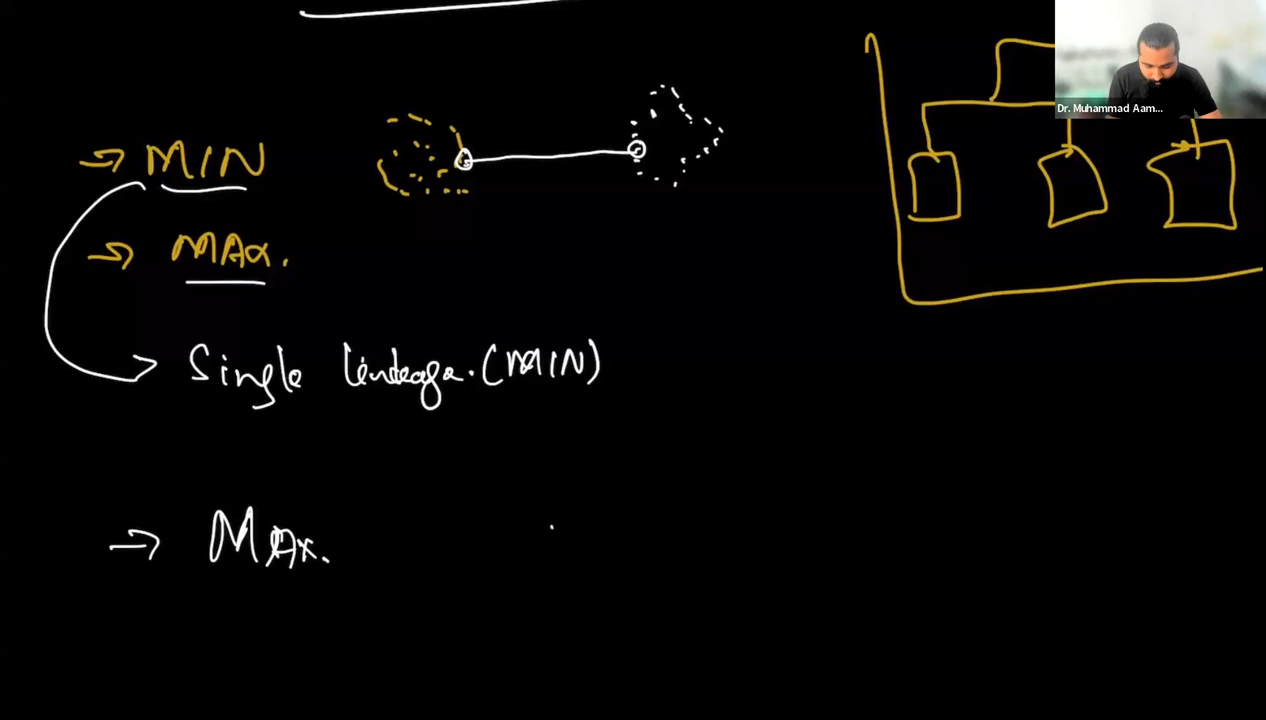 → MIN
→ MAx.
Single linkage. (MIN)
→ MAx.
Dr. Muhammad Aam...